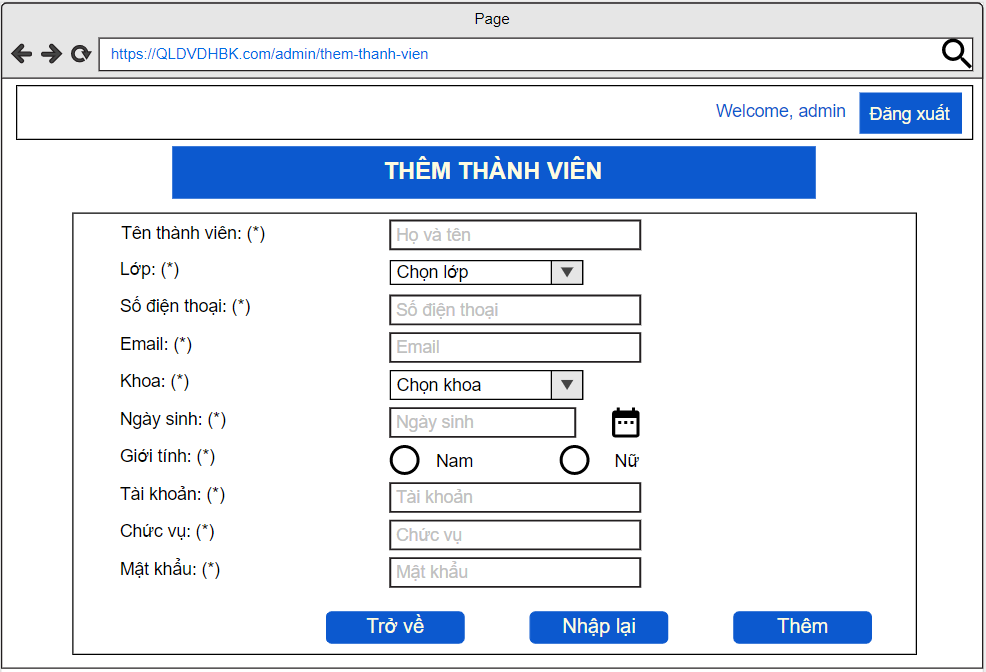 Page
https://QLDVDHBK.com/admin/them-thanh-vien
Welcome, admin Đăng xuất
THÊM THÀNH VIÊN
Tên thành viên: (*) Họ và tên
Lớp: (*) Chọn lớp
Số điện thoại: (*) Số điện thoại
Email: (*) Email
Khoa: (*) Chọn khoa
Ngày sinh: (*) Ngày sinh
Giới tính: (*) Nam Nữ
Tài khoản: (*) Tài khoản
Chức vụ: (*) Chức vụ
Mật khẩu: (*) Mật khẩu
Trở về Nhập lại Thêm